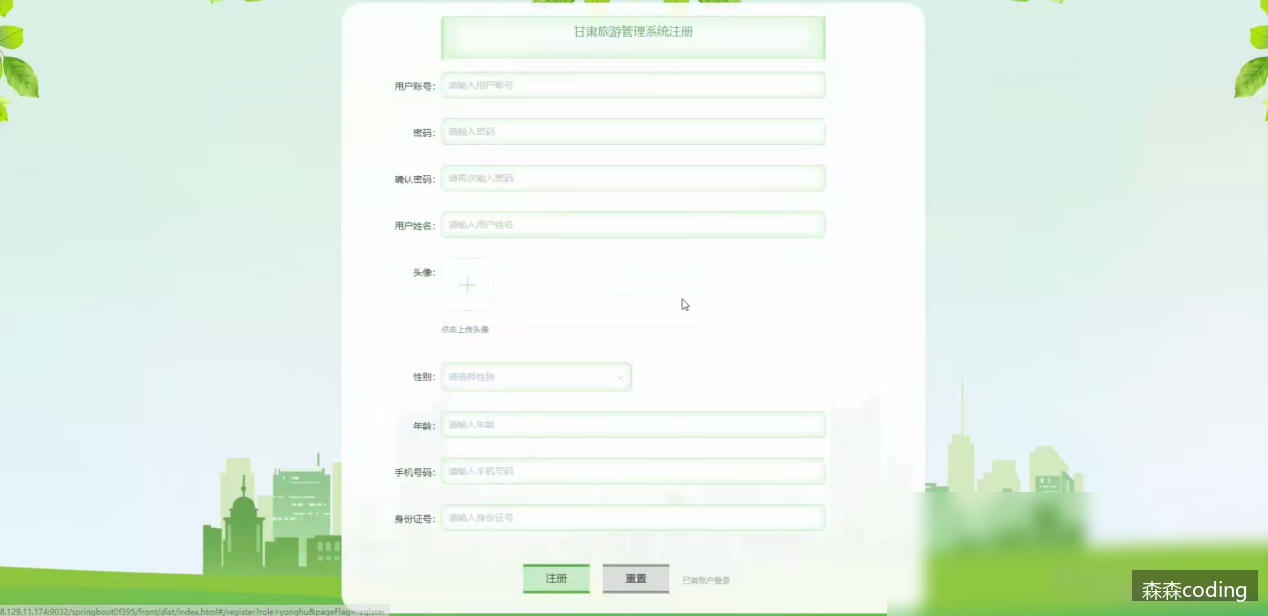 甘肃旅游管理系统注册
用户账号： 请输入用户账号
密码： 请输入密码
确认密码： 请再次输入密码
用户姓名： 请输入用户姓名
头像：
点击上传头像
性别： 请选择性别
年龄： 请输入年龄
手机号码： 请输入手机号码
身份证号： 请输入身份证号
注册 重置 已有账户登录
森森coding
8.129.11.174:9032/springboot0f395/front/dist/index.html#/register?role=yonghu&pageFlag=register